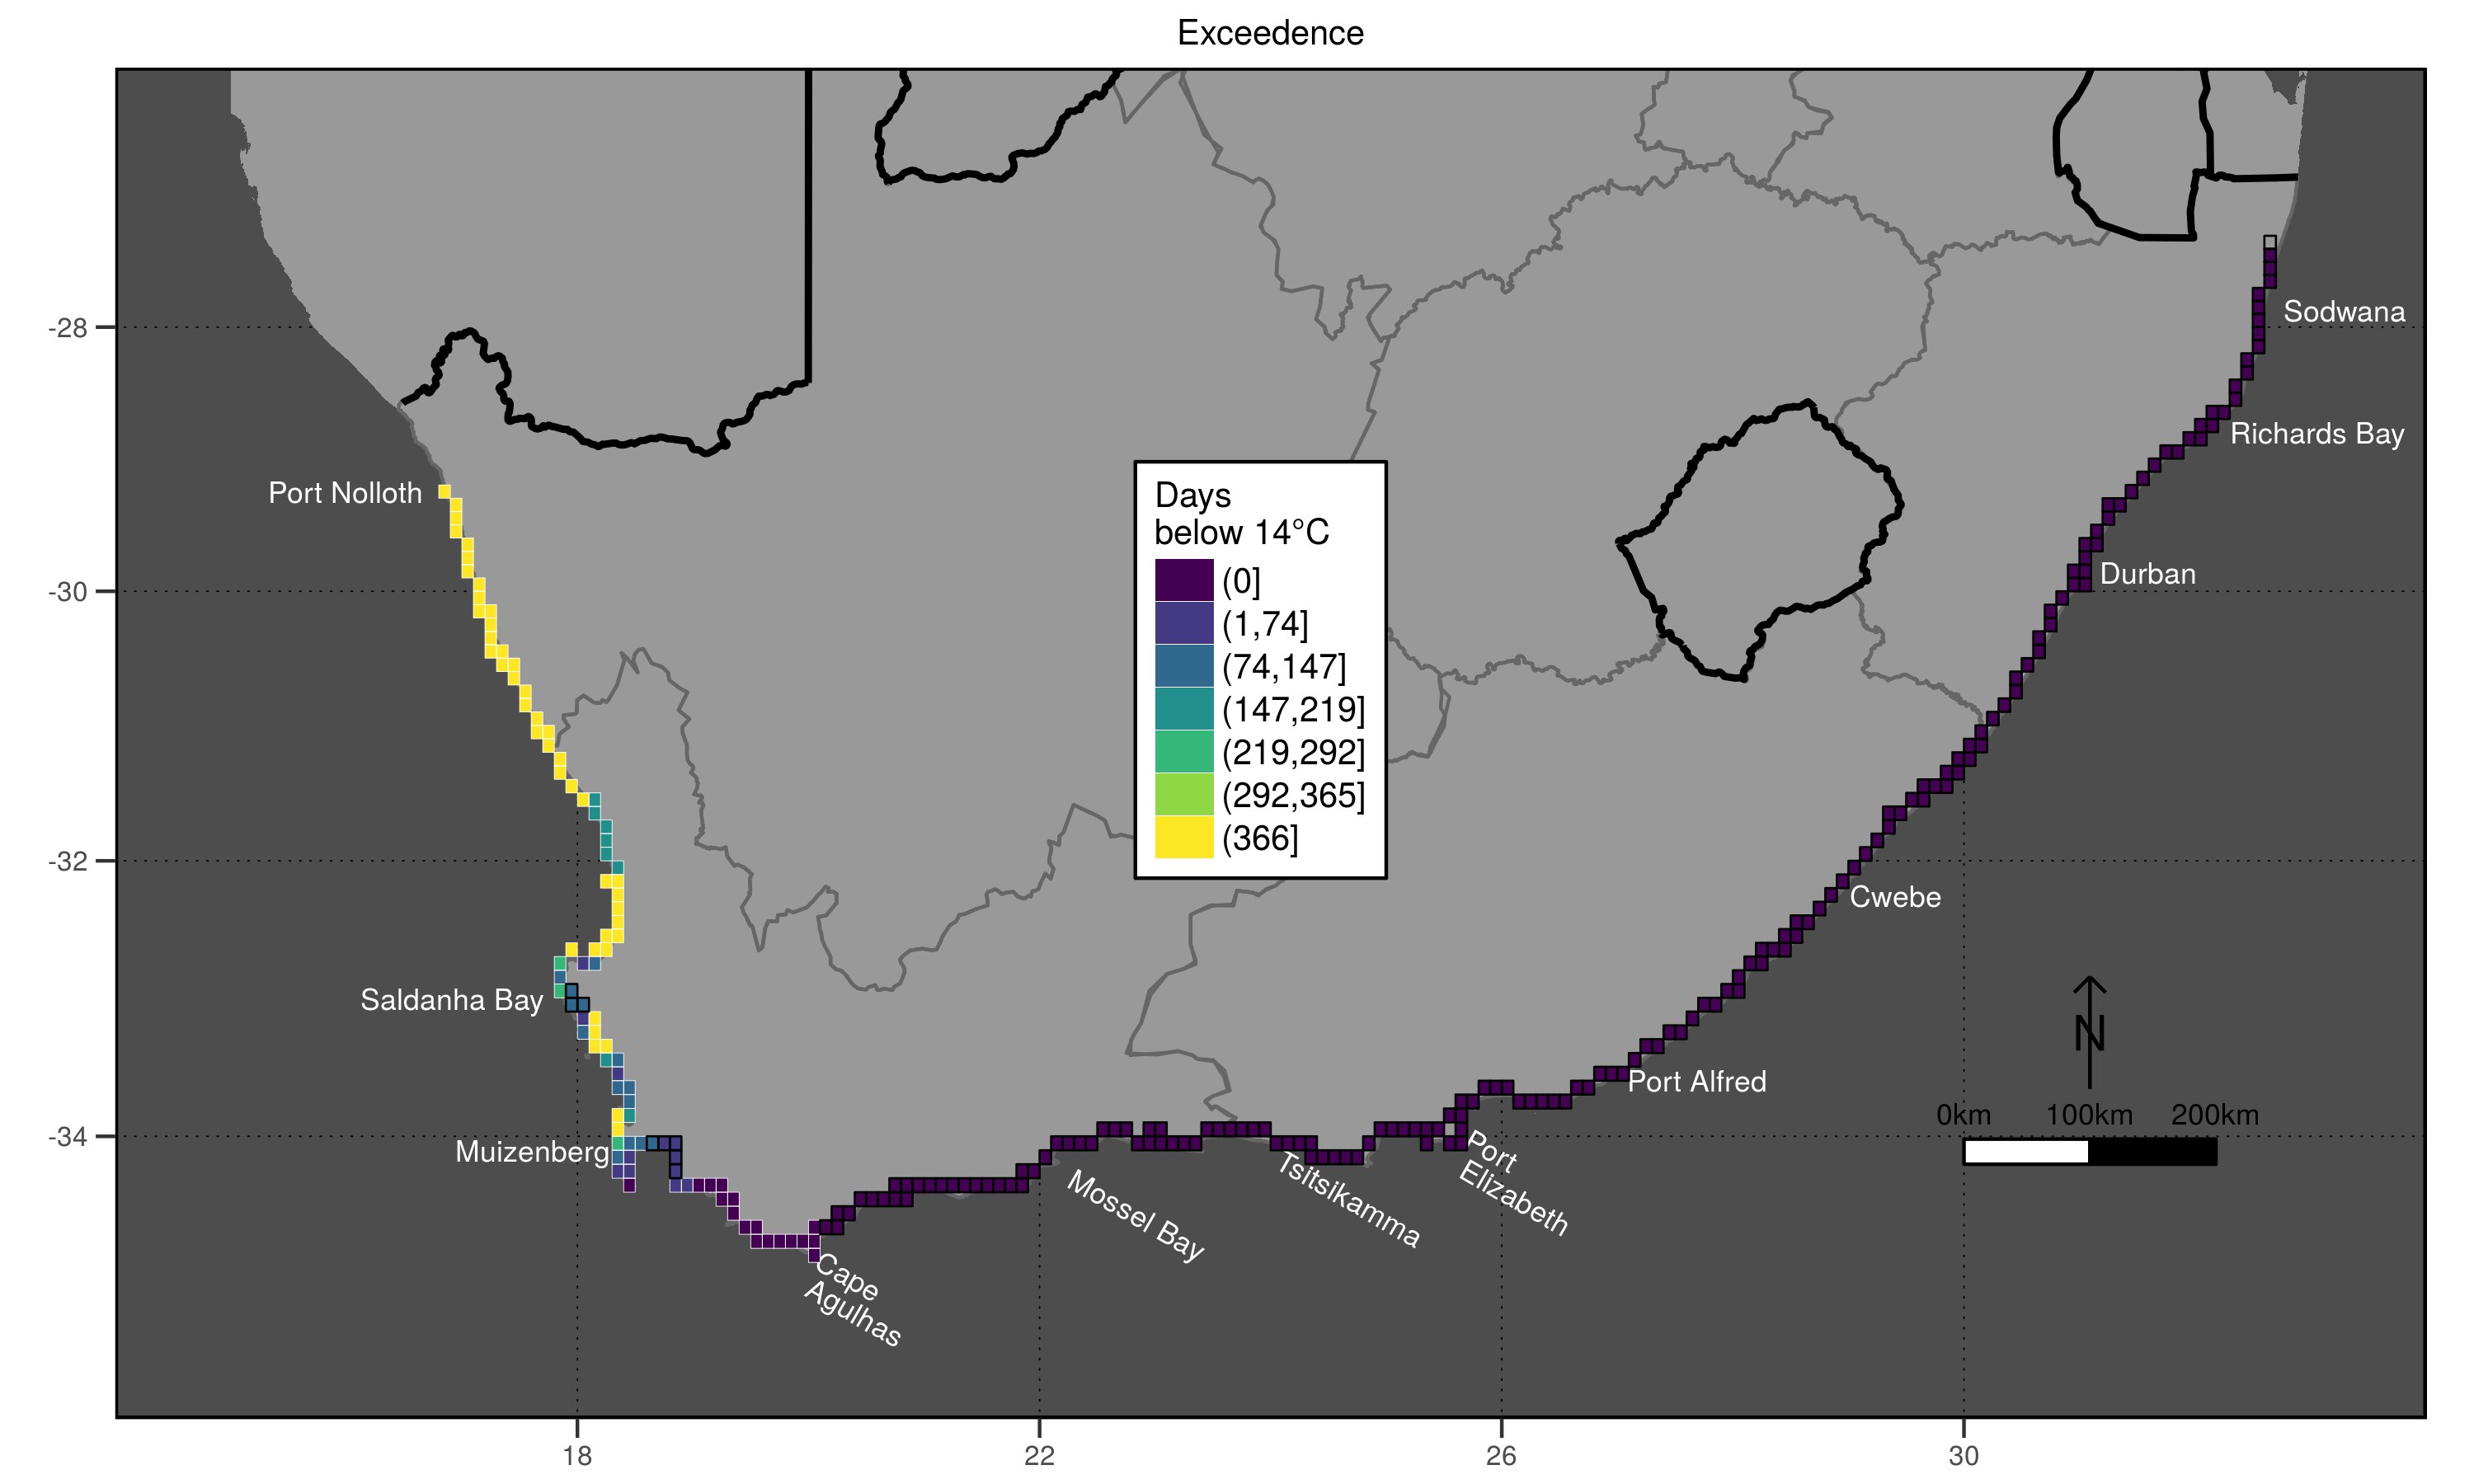 Exceedence
-28
-30
-32
-34
18
22
26
30
Port Nolloth
Saldanha Bay
Muizenberg
Cape
Agulhas
Mossel Bay
Tsitsikamma
Port
Elizabeth
Port Alfred
Cwebe
Durban
Richards Bay
Sodwana
Days
below 14°C
(0]
(1,74]
(74,147]
(147,219]
(219,292]
(292,365]
(366]
N
0km 100km 200km